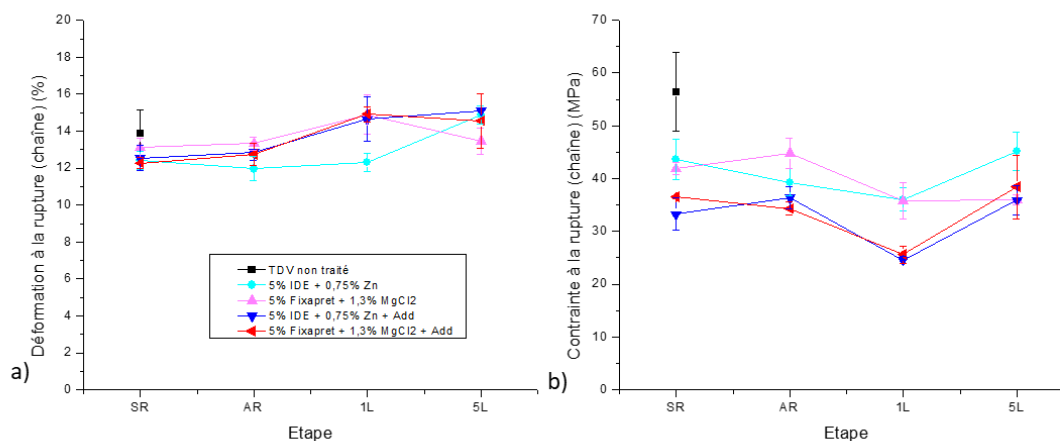 20
18
16
14
12
10
8
6
4
2
0
Déformation à la rupture (chaîne) (%)
TDV non traité
5% IDE + 0,75% Zn
5% Fixapret + 1,3% MgCl2
5% IDE + 0,75% Zn + Add
5% Fixapret + 1,3% MgCl2 + Add
a)
SR AR 1L 5L
Etape
70
60
50
40
30
20
10
0
Contrainte à la rupture (chaîne) (MPa)
b)
SR AR 1L 5L
Etape